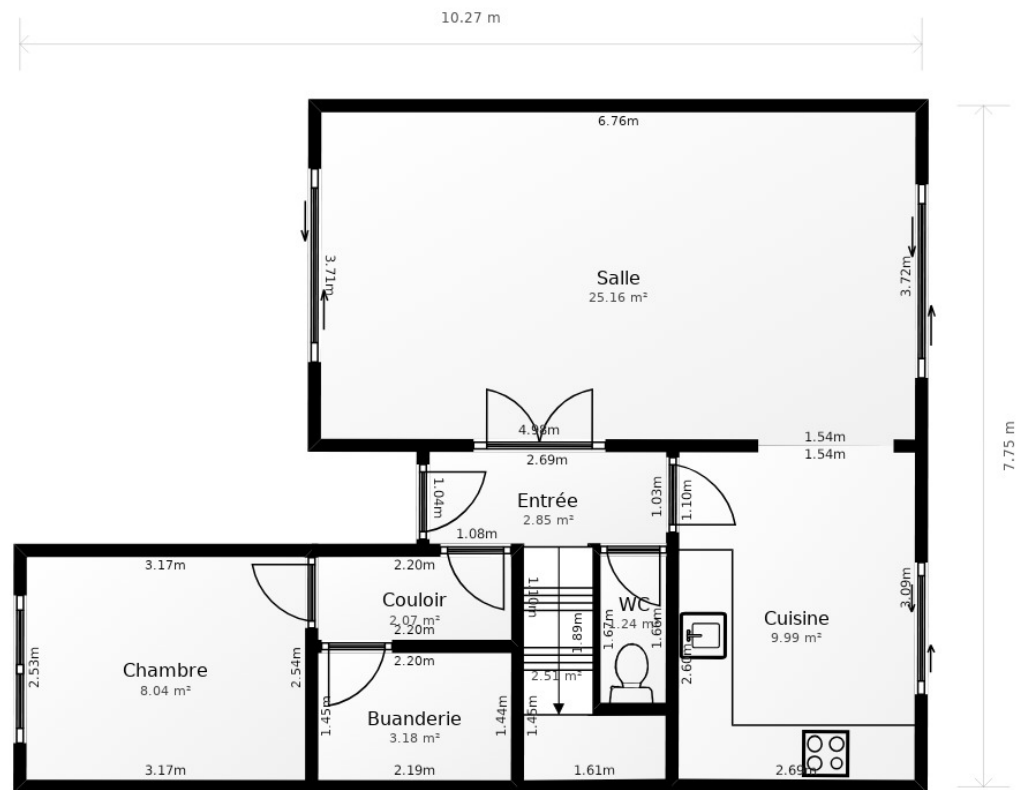 10.27 m
6.76m
3.71m
3.72m
Salle
25.16 m²
7.75 m
4.98m
1.54m
2.69m
1.54m
1.04m
Entrée
2.85 m²
1.03m
1.10m
1.08m
3.17m
2.20m
1.10m
3.09m
Couloir
2.07 m²
2.20m
WC
1.24 m²
1.89m
1.67m
1.66m
Cuisine
9.99 m²
2.53m
Chambre
8.04 m²
2.54m
2.20m
2.51 m²
2.60m
Buanderie
3.18 m²
1.45m
1.44m
1.45m
3.17m
2.19m
1.61m
2.69m